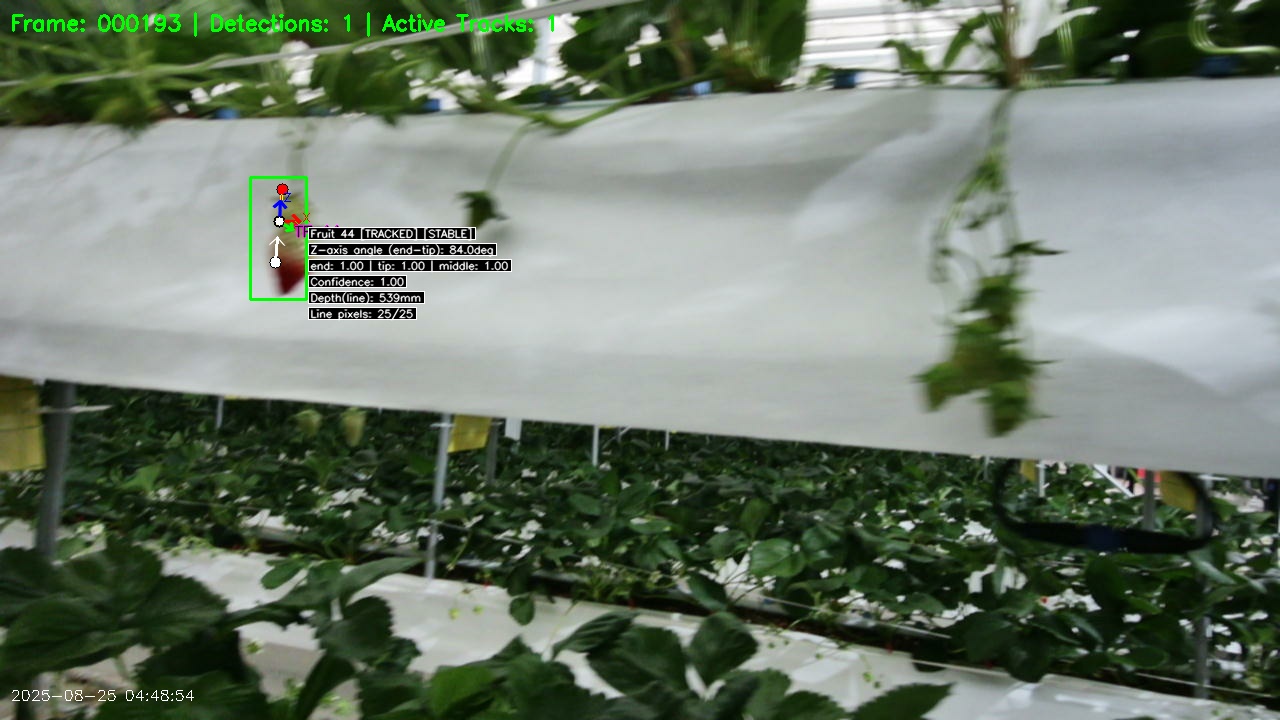 Frame: 000193 | Detections: 1 | Active Tracks: 1
Z
X
Fruit 44 [TRACKED] [STABLE]
Z-axis angle (end-tip): 84.0deg
end: 1.00 | tip: 1.00 | middle: 1.00
Confidence: 1.00
Depth(line): 539mm
Line pixels: 25/25
2025-08-25 04:48:54